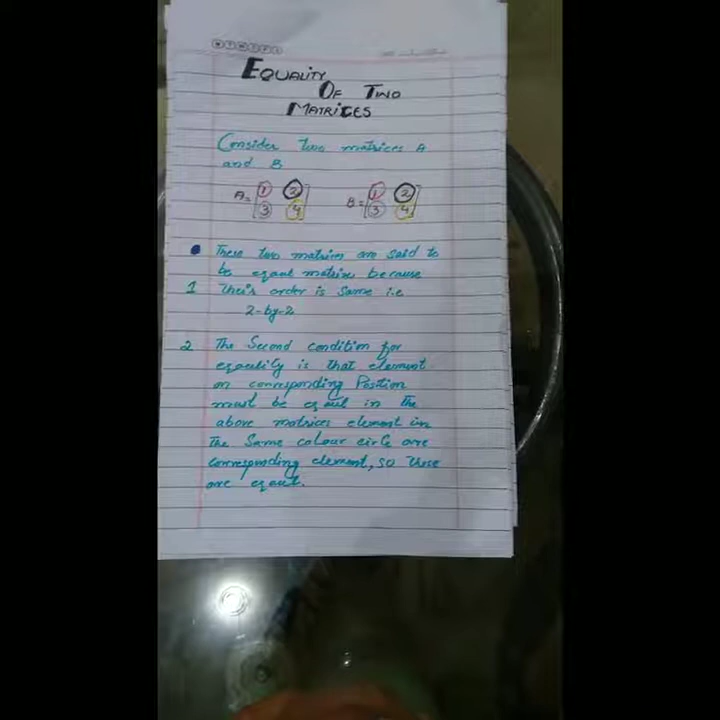 EQUALITY
OF TWO
MATRICES
Consider two matrices A
and B
A = [1 2 B = [1 2
3 4] 3 4]
These two matrices are said to
be equal matrix because
1 Their order is same i.e
2-by-2
2 The Second condition for
equality is that element
on corresponding Position
must be equal in the
above matrices element in
the Same colour circle are
corresponding element, so these
are equal.